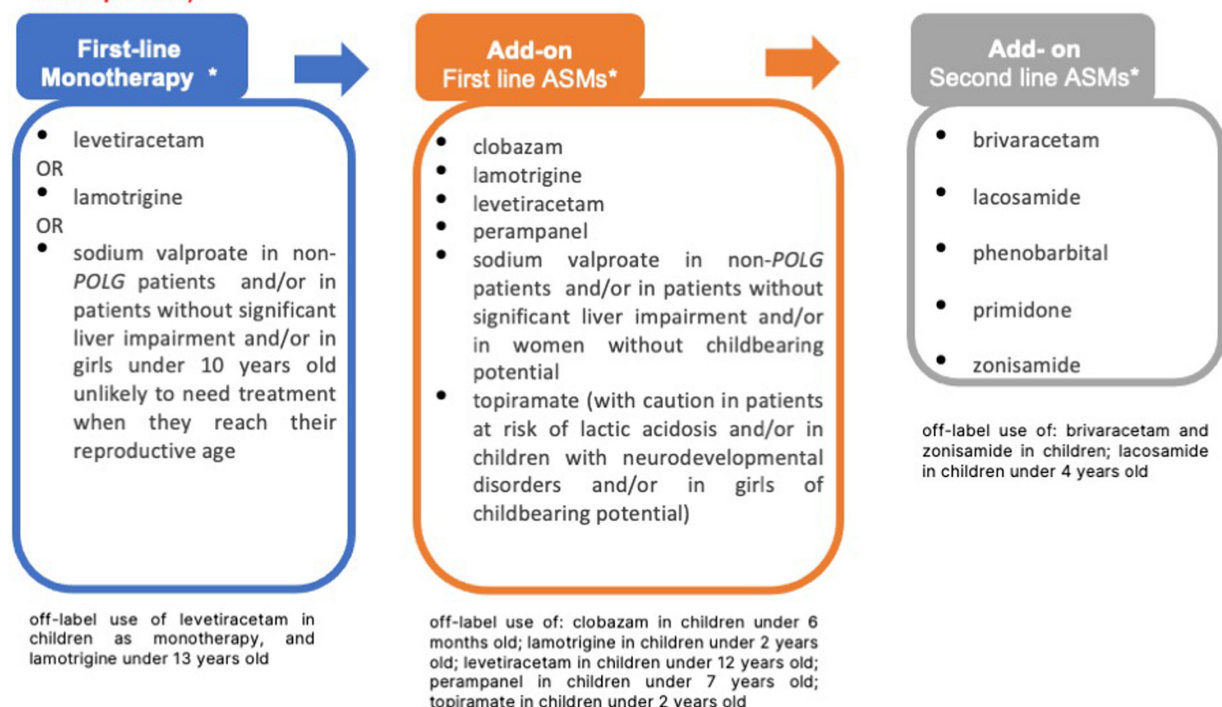 First-line
Monotherapy *
• levetiracetam
OR
• lamotrigine
OR
• sodium valproate in non-
POLG patients and/or in
patients without significant
liver impairment and/or in
girls under 10 years old
unlikely to need treatment
when they reach their
reproductive age
off-label use of levetiracetam in
children as monotherapy, and
lamotrigine under 13 years old
Add-on
First line ASMs*
• clobazam
• lamotrigine
• levetiracetam
• perampanel
• sodium valproate in non-POLG
patients and/or in patients without
significant liver impairment and/or
in women without childbearing
potential
• topiramate (with caution in patients
at risk of lactic acidosis and/or in
children with neurodevelopmental
disorders and/or in girls of
childbearing potential)
off-label use of: clobazam in children under 6
months old; lamotrigine in children under 2 years
old; levetiracetam in children under 12 years old;
perampanel in children under 7 years old;
topiramate in children under 2 years old
Add- on
Second line ASMs*
• brivaracetam
• lacosamide
• phenobarbital
• primidone
• zonisamide
off-label use of: brivaracetam and
zonisamide in children; lacosamide
in children under 4 years old